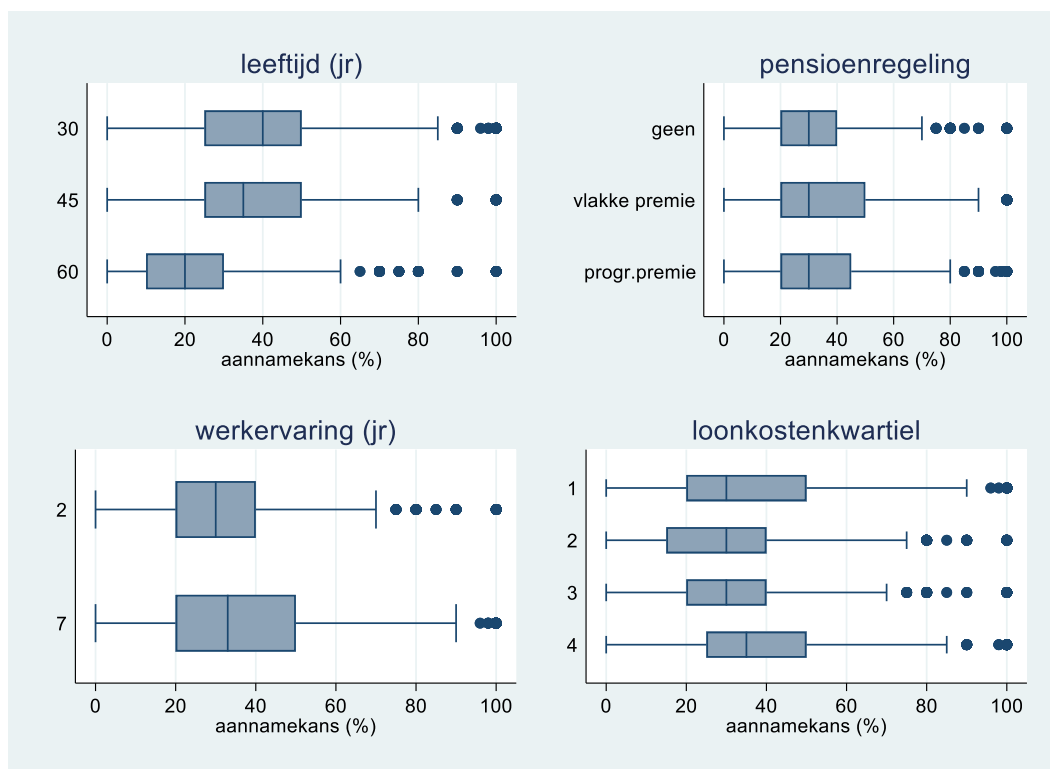 leeftijd (jr)
30
45
60
0 20 40 60 80 100
aannamekans (%)
pensioenregeling
geen
vlakke premie
progr.premie
0 20 40 60 80 100
aannamekans (%)
werkervaring (jr)
2
7
0 20 40 60 80 100
aannamekans (%)
loonkostenkwartiel
1
2
3
4
0 20 40 60 80 100
aannamekans (%)